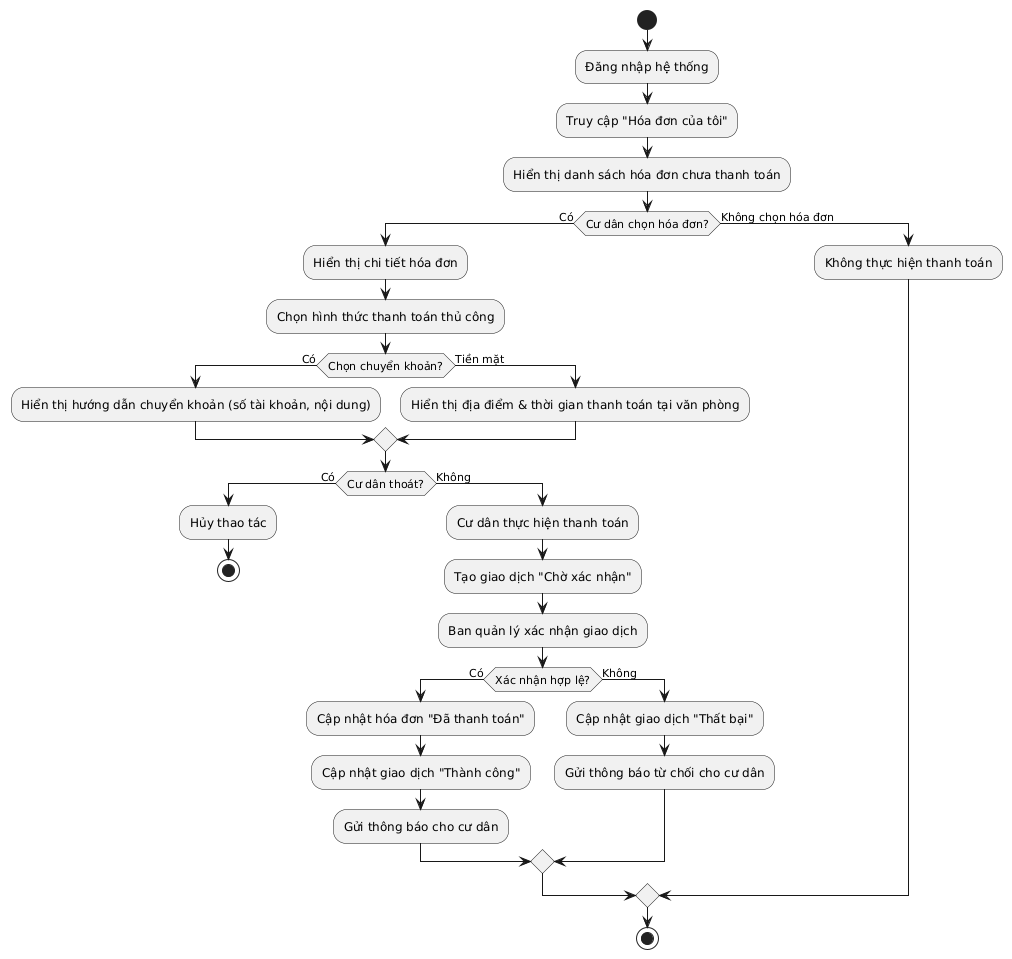 Đăng nhập hệ thống
Truy cập "Hóa đơn của tôi"
Hiển thị danh sách hóa đơn chưa thanh toán
Có
Cư dân chọn hóa đơn?
Không chọn hóa đơn
Hiển thị chi tiết hóa đơn
Không thực hiện thanh toán
Chọn hình thức thanh toán thủ công
Có
Chọn chuyển khoản?
Tiền mặt
Hiển thị hướng dẫn chuyển khoản (số tài khoản, nội dung)
Hiển thị địa điểm & thời gian thanh toán tại văn phòng
Có
Cư dân thoát?
Không
Hủy thao tác
Cư dân thực hiện thanh toán
Tạo giao dịch "Chờ xác nhận"
Ban quản lý xác nhận giao dịch
Có
Xác nhận hợp lệ?
Không
Cập nhật hóa đơn "Đã thanh toán"
Cập nhật giao dịch "Thất bại"
Cập nhật giao dịch "Thành công"
Gửi thông báo từ chối cho cư dân
Gửi thông báo cho cư dân